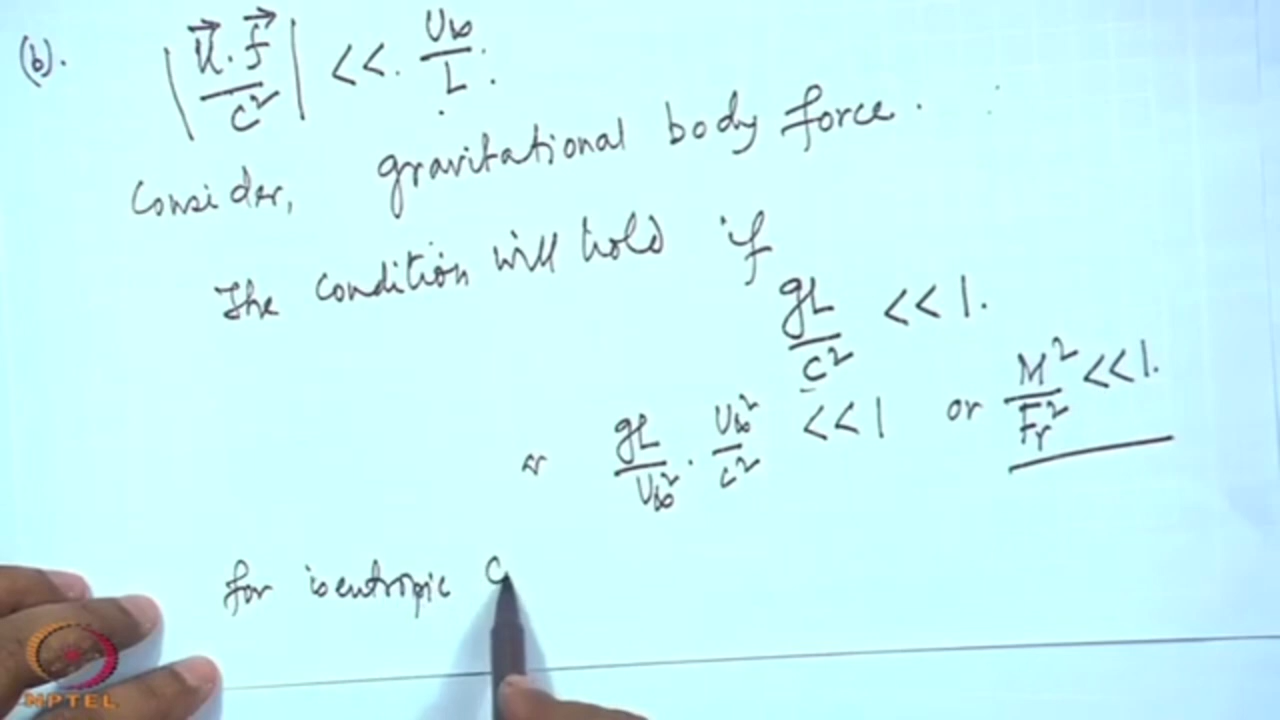 (b). | u⃗.f⃗ / c² | <<. U∞ / L.
Consider, gravitational body force.
The condition will hold if
gL / c² << 1.
or gL / U∞² . U∞² / c² << 1 or M² / Fr² << 1.
for isentropic c
NPTEL